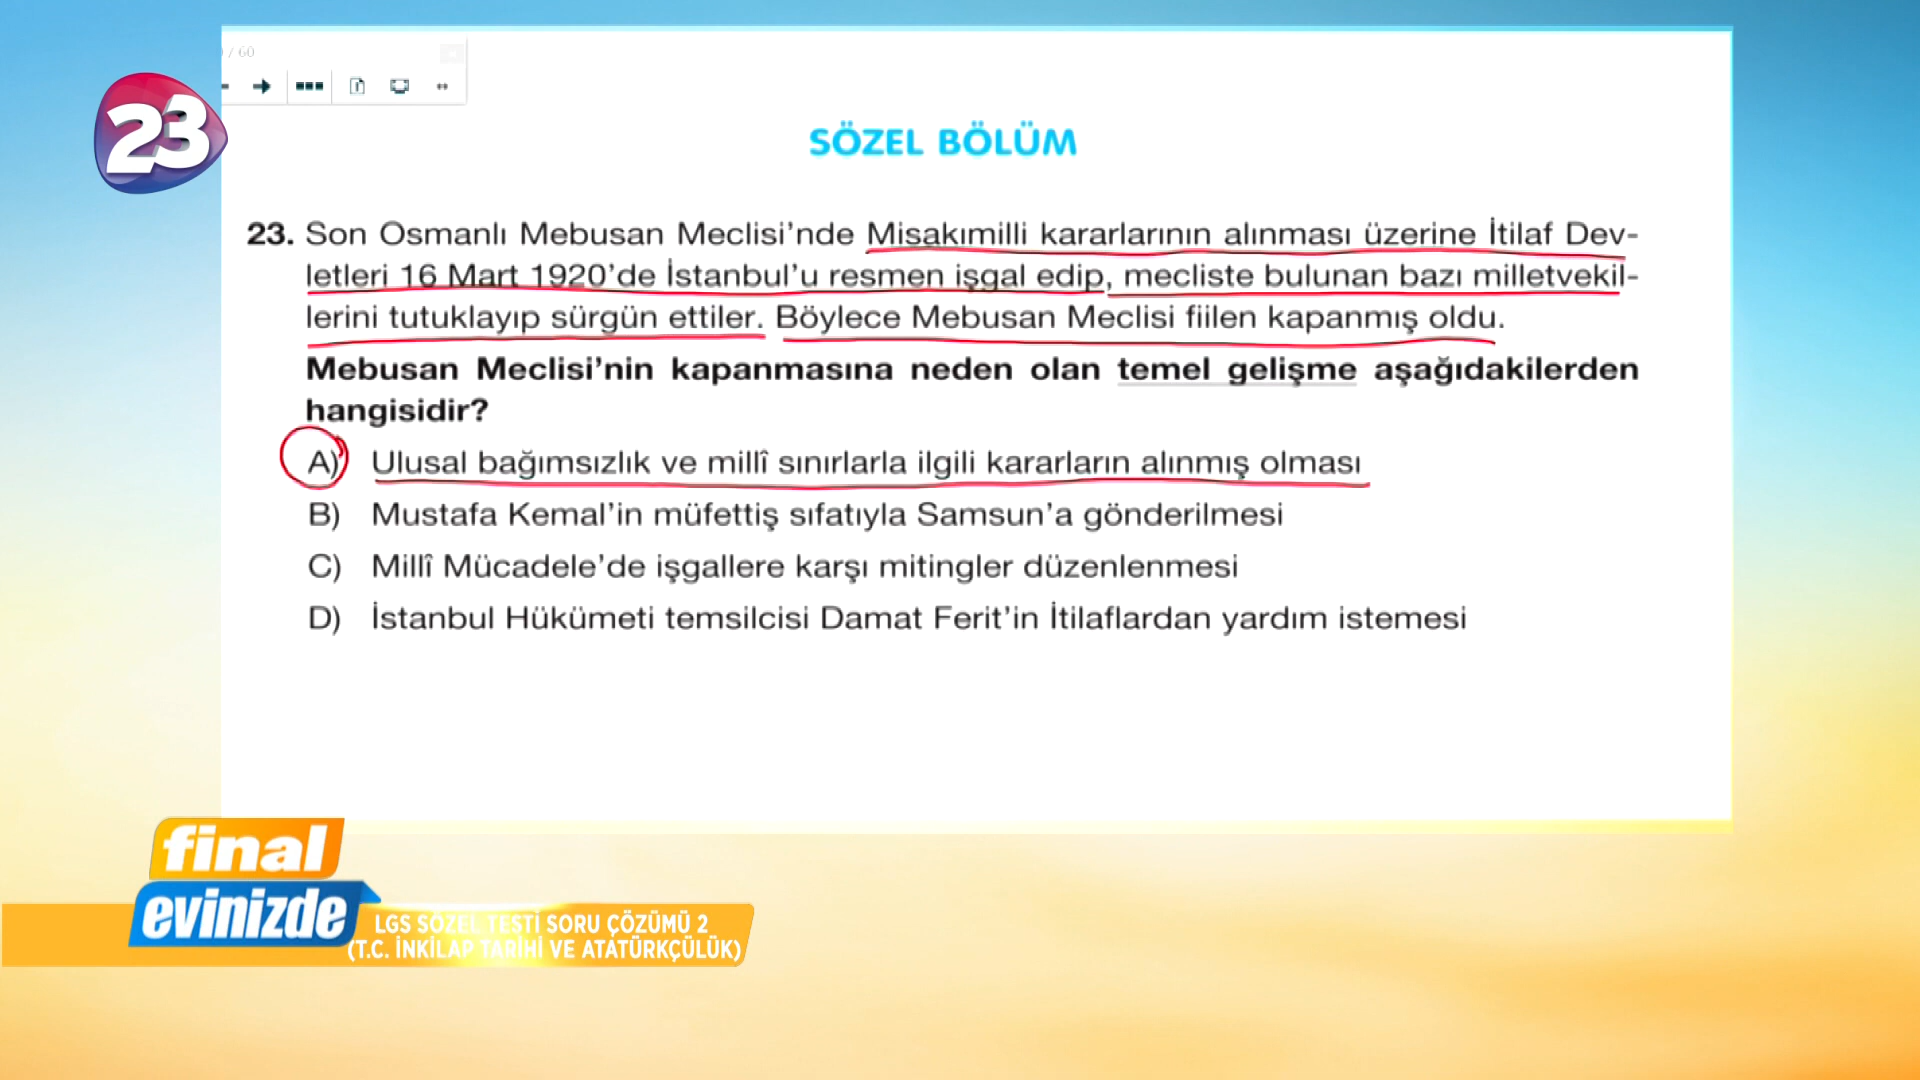 / 60
23
SÖZEL BÖLÜM
23. Son Osmanlı Mebusan Meclisi'nde Misakımilli kararlarının alınması üzerine İtilaf Dev-
letleri 16 Mart 1920'de İstanbul'u resmen işgal edip, mecliste bulunan bazı milletvekil-
lerini tutuklayıp sürgün ettiler. Böylece Mebusan Meclisi fiilen kapanmış oldu.
Mebusan Meclisi'nin kapanmasına neden olan temel gelişme aşağıdakilerden
hangisidir?
A) Ulusal bağımsızlık ve millî sınırlarla ilgili kararların alınmış olması
B) Mustafa Kemal'in müfettiş sıfatıyla Samsun'a gönderilmesi
C) Millî Mücadele'de işgallere karşı mitingler düzenlenmesi
D) İstanbul Hükümeti temsilcisi Damat Ferit'in İtilaflardan yardım istemesi
final
evinizde
LGS SÖZEL TESTİ SORU ÇÖZÜMÜ 2
(T.C. İNKİLAP TARİHİ VE ATATÜRKÇÜLÜK)